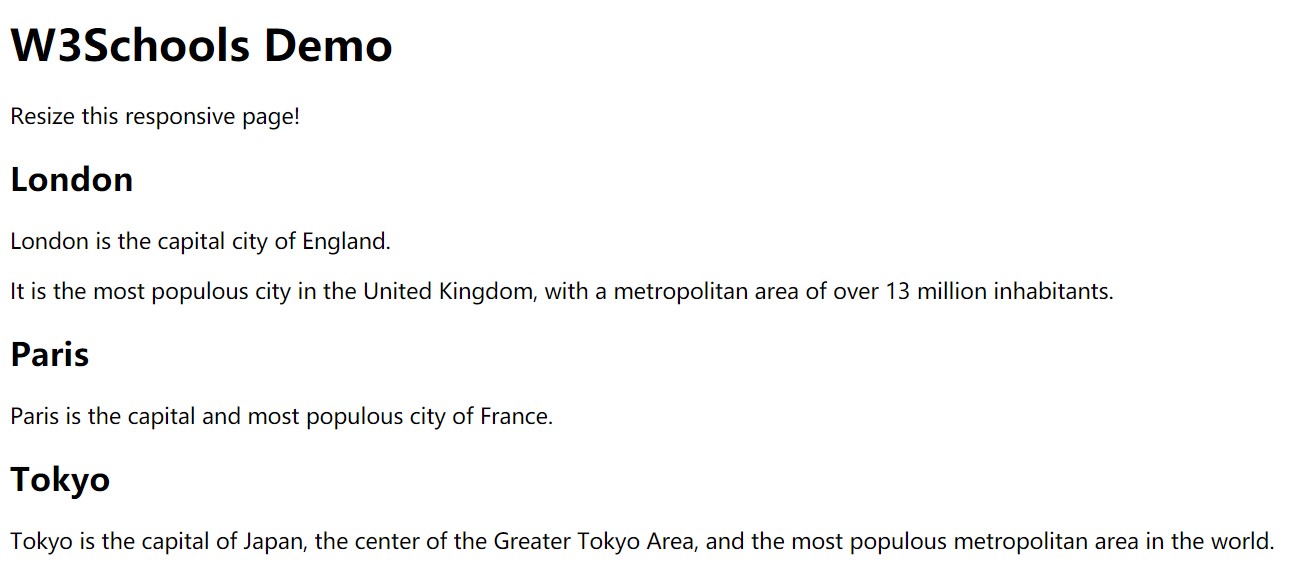 W3Schools Demo
Resize this responsive page!
London
London is the capital city of England.
It is the most populous city in the United Kingdom, with a metropolitan area of over 13 million inhabitants.
Paris
Paris is the capital and most populous city of France.
Tokyo
Tokyo is the capital of Japan, the center of the Greater Tokyo Area, and the most populous metropolitan area in the world.